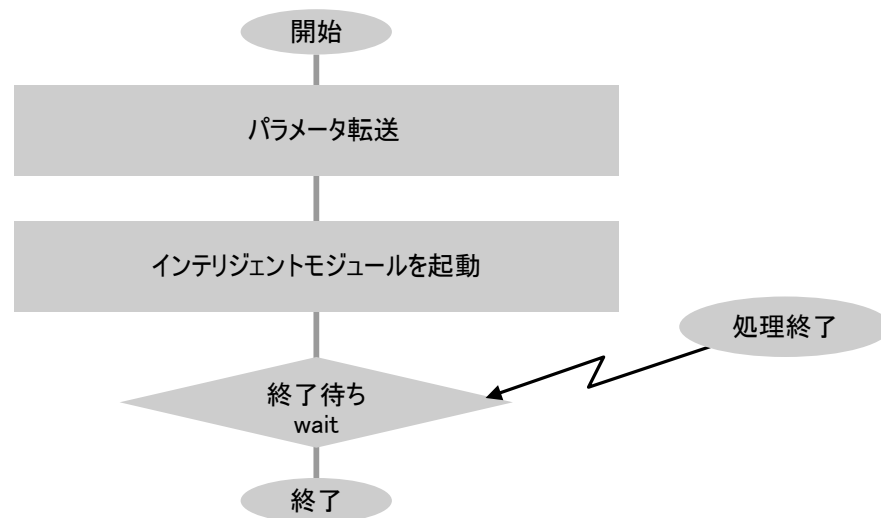 開始
パラメータ転送
インテリジェントモジュールを起動
処理終了
終了待ち
wait
終了